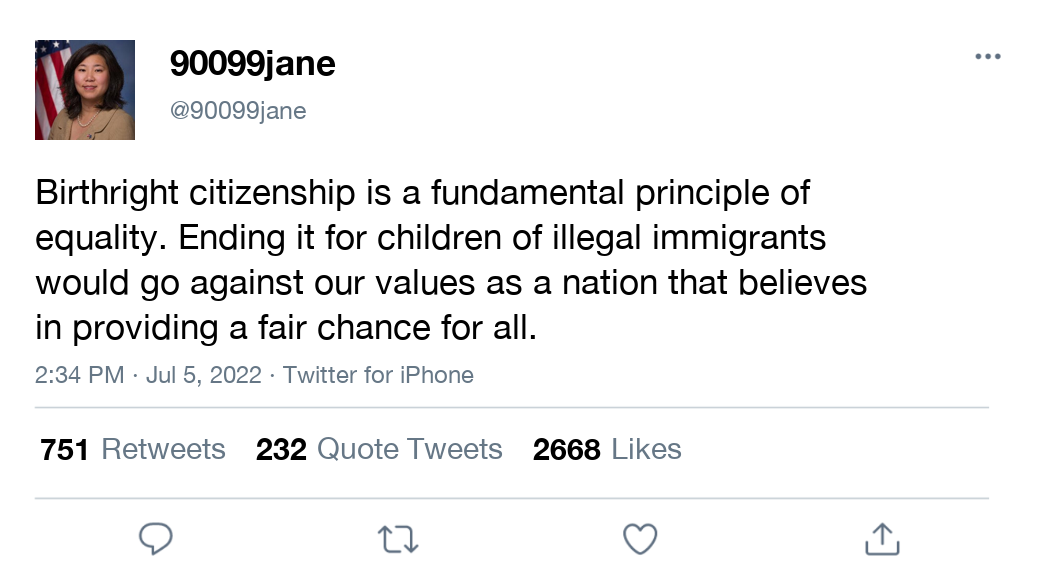 90099jane
@90099jane
Birthright citizenship is a fundamental principle of
equality. Ending it for children of illegal immigrants
would go against our values as a nation that believes
in providing a fair chance for all.
2:34 PM · Jul 5, 2022 · Twitter for iPhone
751 Retweets 232 Quote Tweets 2668 Likes